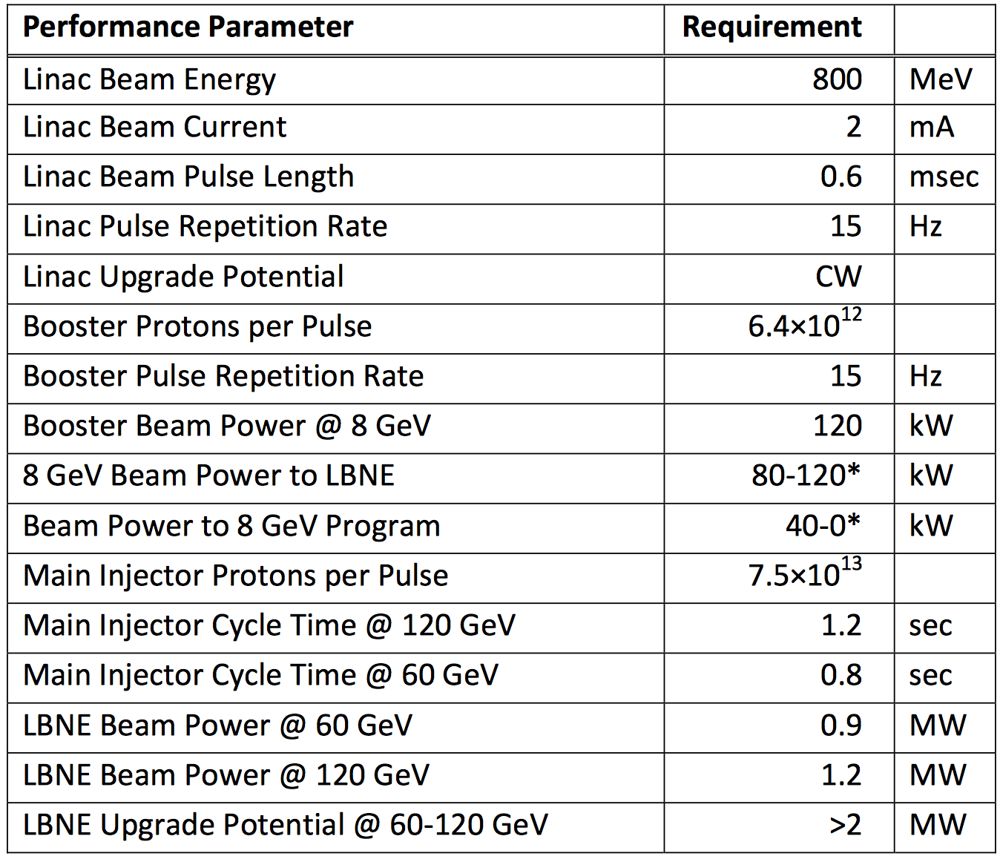 Performance Parameter Requirement
Linac Beam Energy 800 MeV
Linac Beam Current 2 mA
Linac Beam Pulse Length 0.6 msec
Linac Pulse Repetition Rate 15 Hz
Linac Upgrade Potential CW
Booster Protons per Pulse 6.4×10¹²
Booster Pulse Repetition Rate 15 Hz
Booster Beam Power @ 8 GeV 120 kW
8 GeV Beam Power to LBNE 80-120* kW
Beam Power to 8 GeV Program 40-0* kW
Main Injector Protons per Pulse 7.5×10¹³
Main Injector Cycle Time @ 120 GeV 1.2 sec
Main Injector Cycle Time @ 60 GeV 0.8 sec
LBNE Beam Power @ 60 GeV 0.9 MW
LBNE Beam Power @ 120 GeV 1.2 MW
LBNE Upgrade Potential @ 60-120 GeV >2 MW